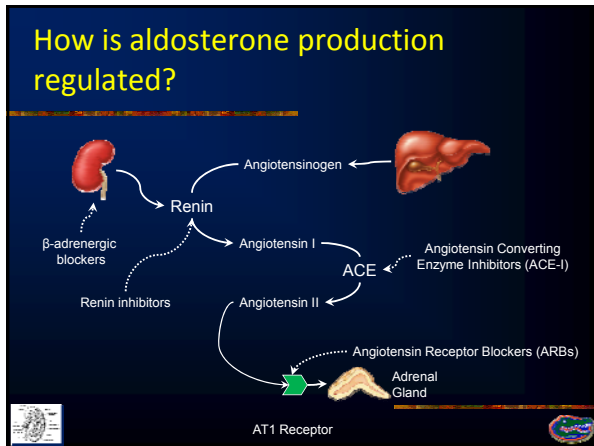 How is aldosterone production
regulated?
Angiotensinogen
Renin
β-adrenergic
blockers
Angiotensin I
Angiotensin Converting
Enzyme Inhibitors (ACE-I)
ACE
Renin inhibitors
Angiotensin II
Angiotensin Receptor Blockers (ARBs)
Adrenal
Gland
AT1 Receptor